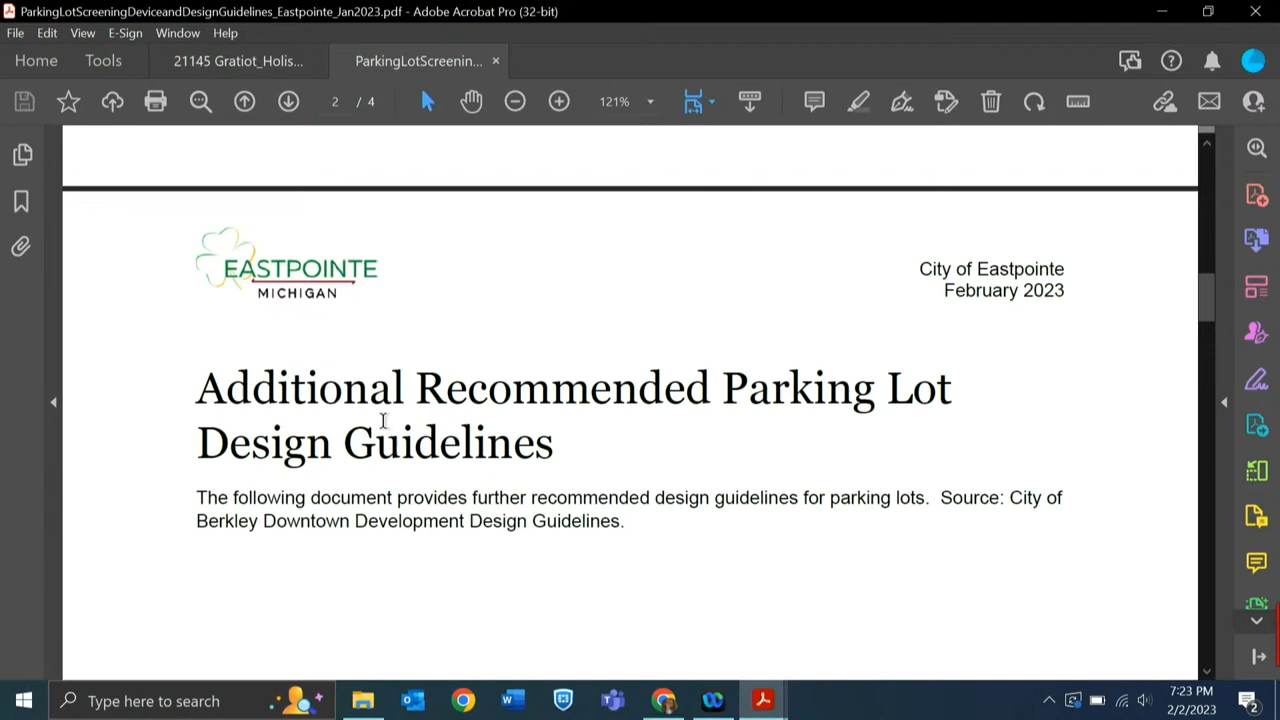 ParkingLotScreeningDeviceandDesignGuidelines_Eastpointe_Jan2023.pdf - Adobe Acrobat Pro (32-bit)
File Edit View E-Sign Window Help
Home Tools 21145 Gratiot_Holis... ParkingLotScreenin... ×
2 / 4 121%
EASTPOINTE
MICHIGAN
City of Eastpointe
February 2023
Additional Recommended Parking Lot
Design Guidelines
The following document provides further recommended design guidelines for parking lots. Source: City of
Berkley Downtown Development Design Guidelines.
Type here to search
7:23 PM
2/2/2023
2